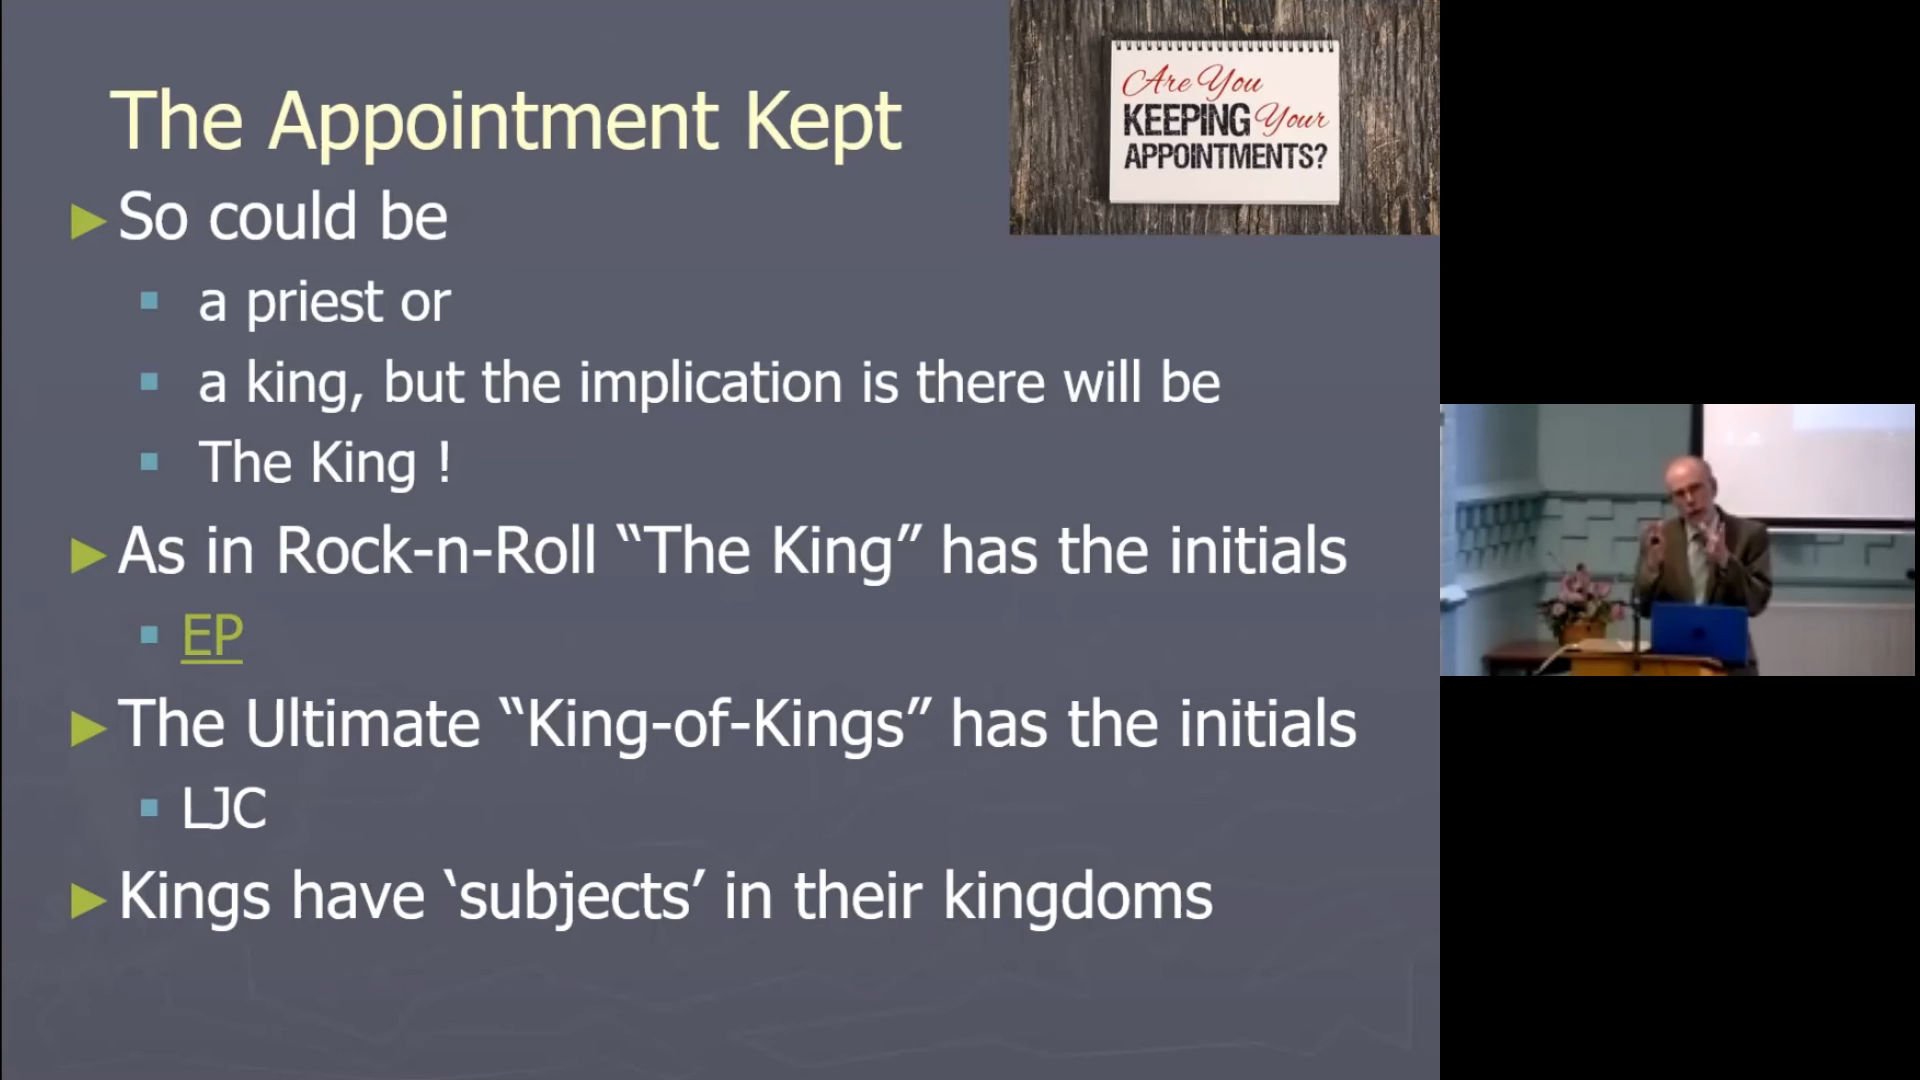 The Appointment Kept
Are You
KEEPING Your
APPOINTMENTS?
So could be
a priest or
a king, but the implication is there will be
The King !
As in Rock-n-Roll “The King” has the initials
EP
The Ultimate “King-of-Kings” has the initials
LJC
Kings have ‘subjects’ in their kingdoms